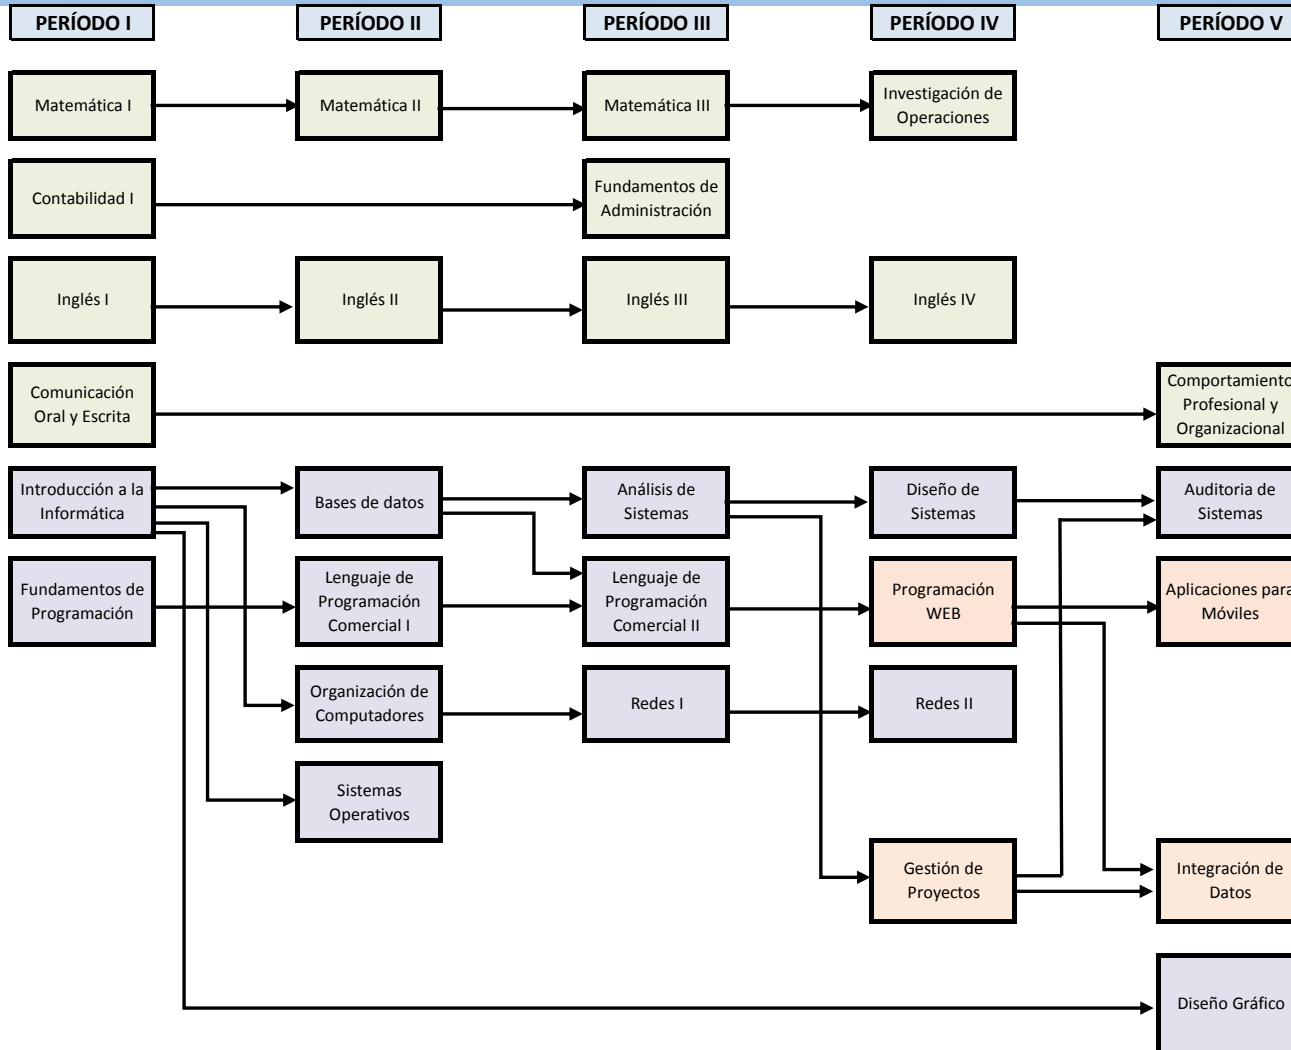 PERÍODO I
PERÍODO II
PERÍODO III
PERÍODO IV
PERÍODO V
Matemática I
Matemática II
Matemática III
Investigación de
Operaciones
Contabilidad I
Fundamentos de
Administración
Inglés I
Inglés II
Inglés III
Inglés IV
Comunicación
Oral y Escrita
Comportamiento
Profesional y
Organizacional
Introducción a la
Informática
Bases de datos
Análisis de
Sistemas
Diseño de
Sistemas
Auditoria de
Sistemas
Fundamentos de
Programación
Lenguaje de
Programación
Comercial I
Lenguaje de
Programación
Comercial II
Programación
WEB
Aplicaciones para
Móviles
Organización de
Computadores
Redes I
Redes II
Sistemas
Operativos
Gestión de
Proyectos
Integración de
Datos
Diseño Gráfico